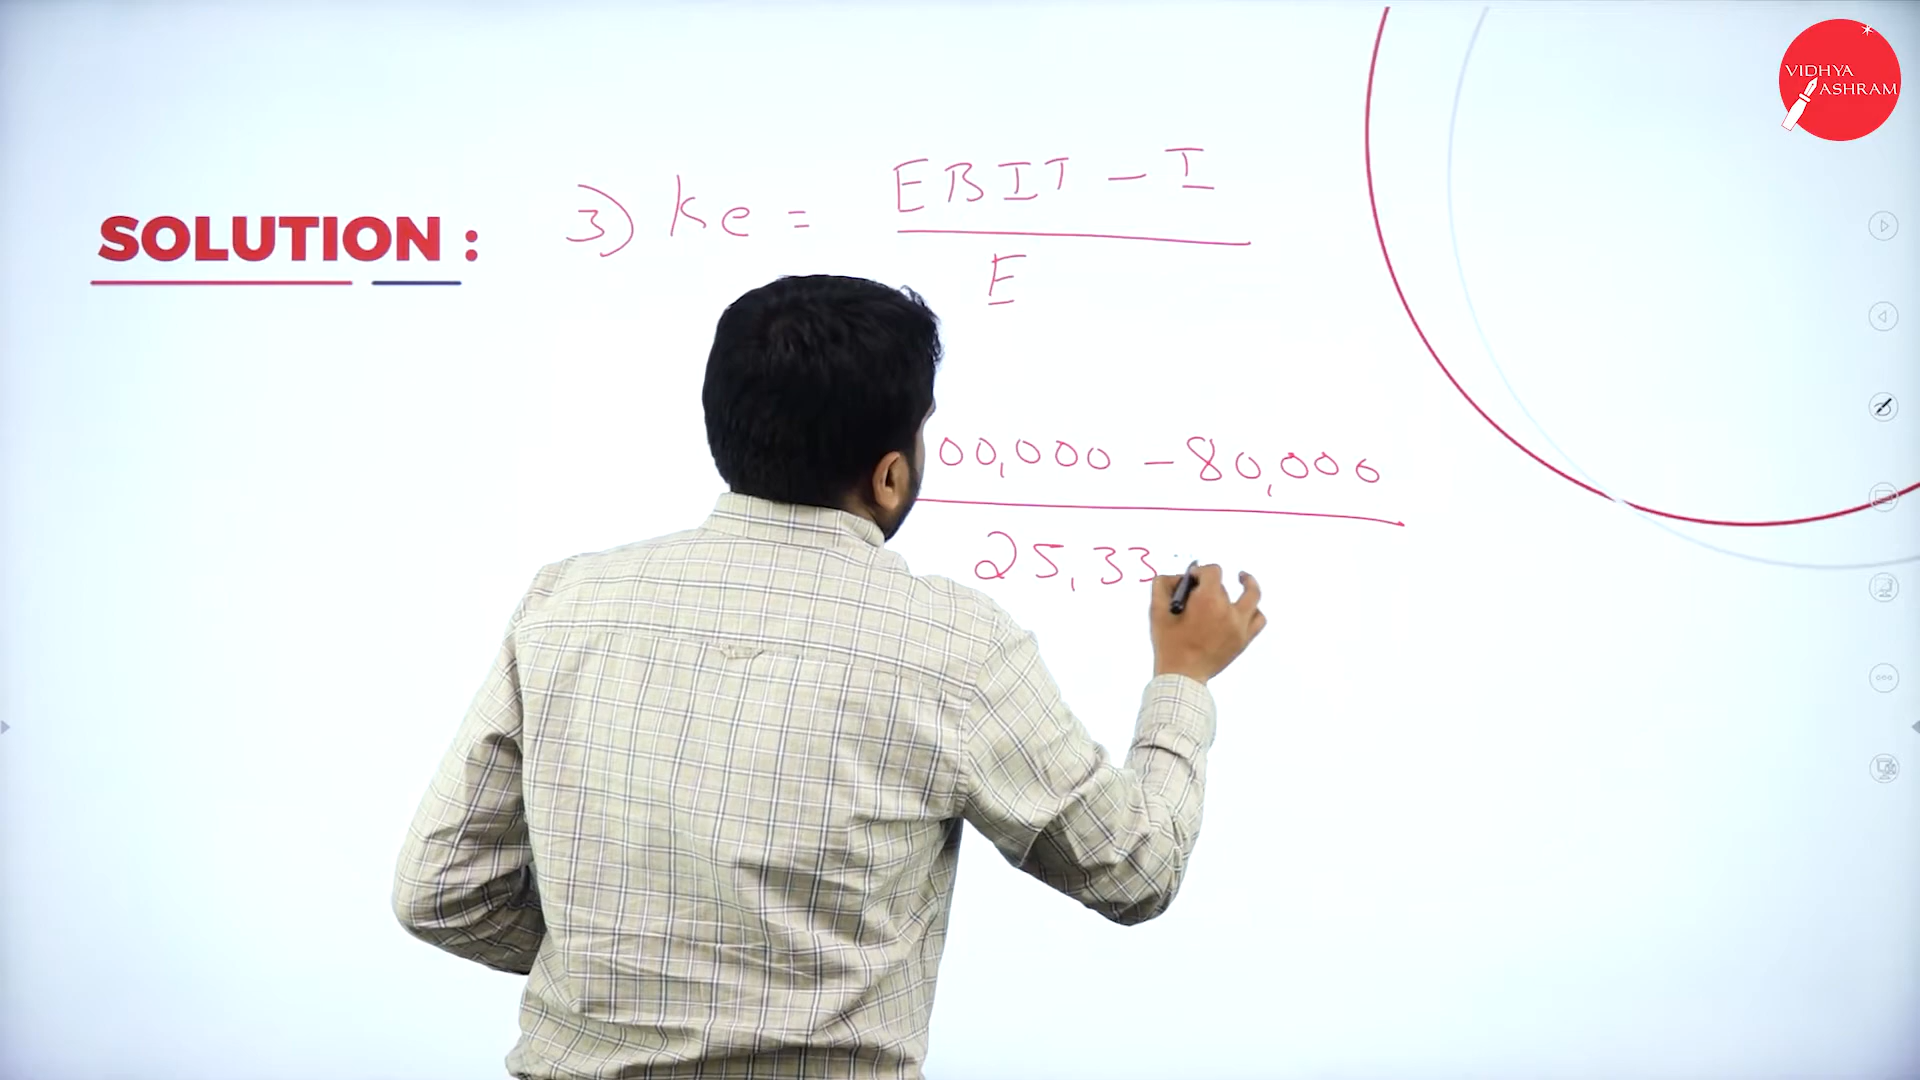 VIDHYA
ASHRAM
SOLUTION :
3) Ke = EBIT - I
E
00,000 - 80,000
25,33